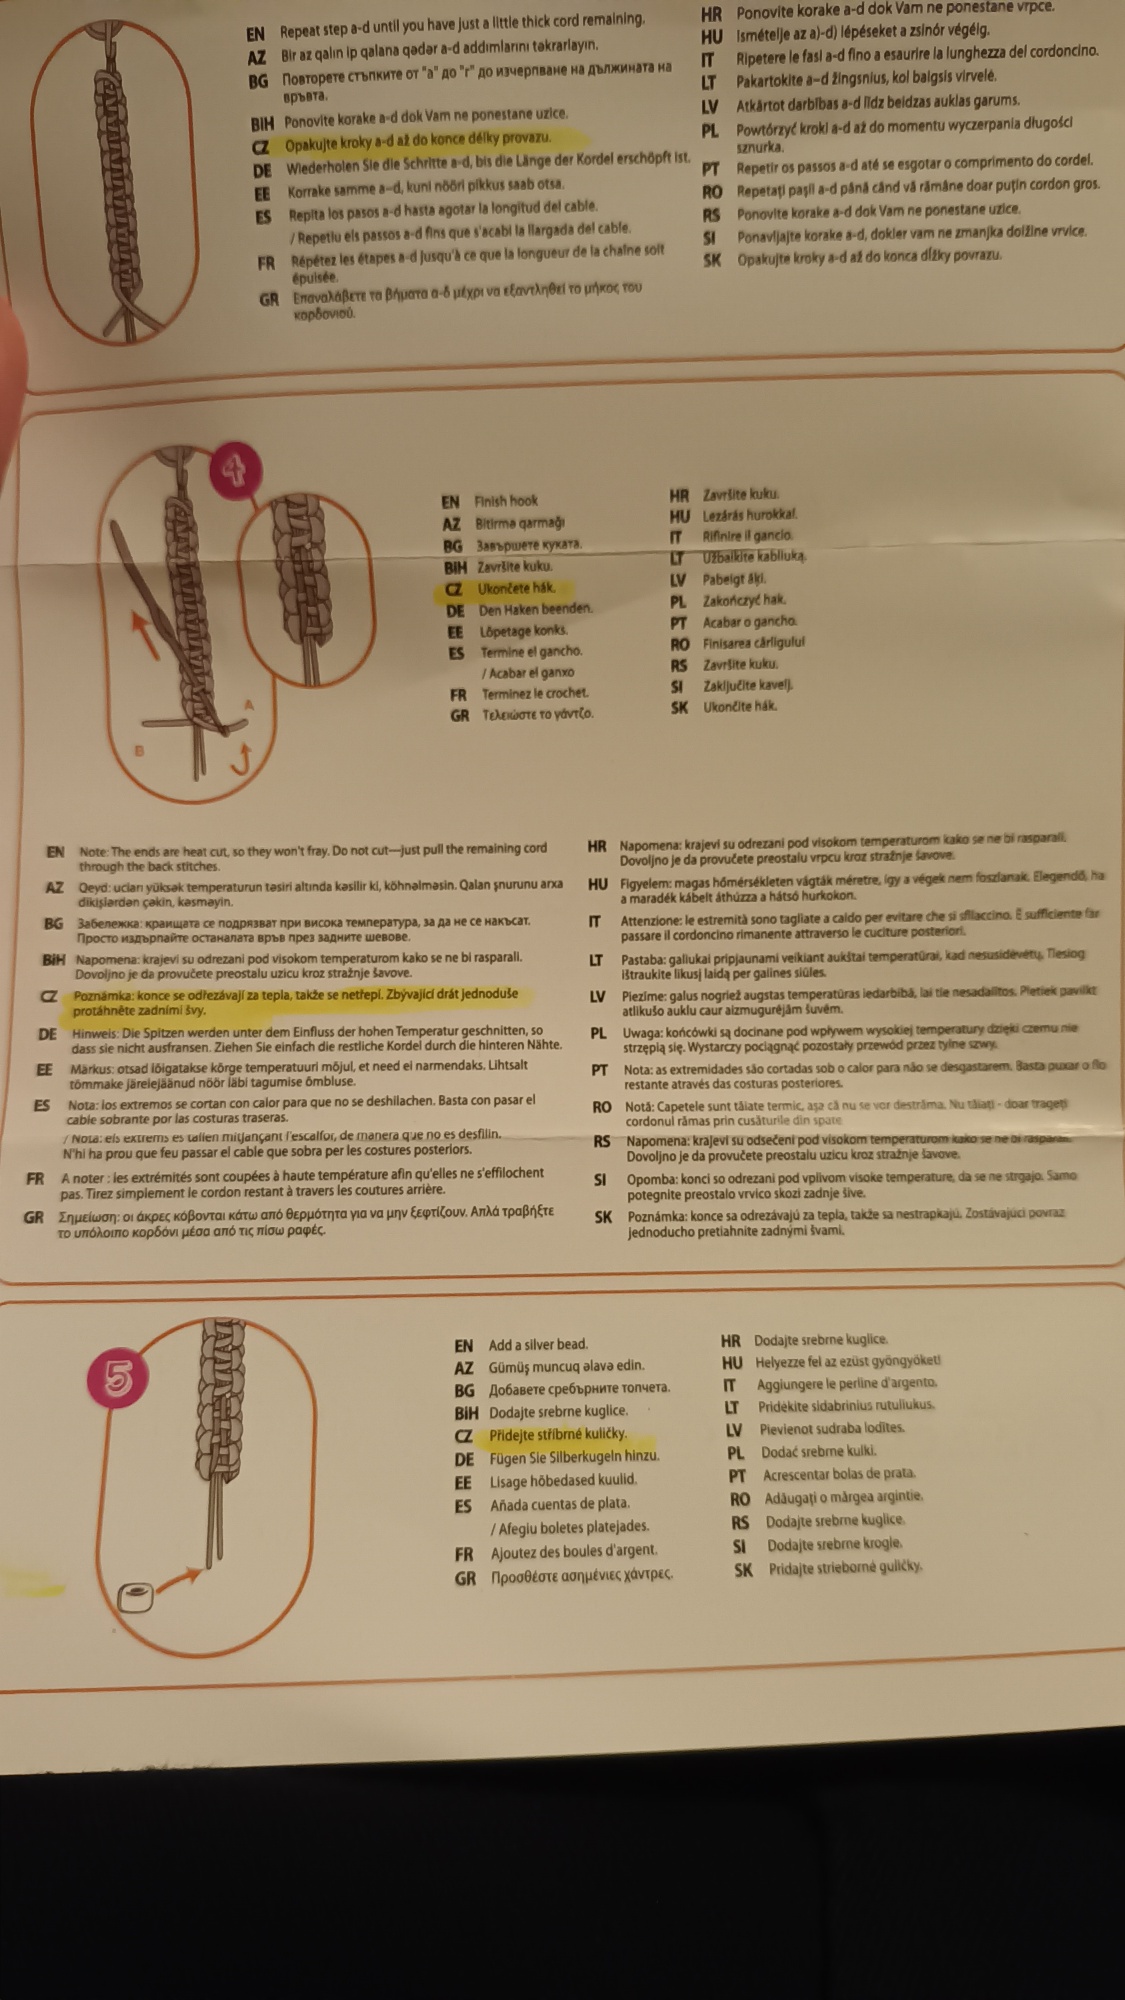 EN Repeat step a-d until you have just a little thick cord remaining.
AZ Bir az qalın ip qalana qədər a-d addımlarını təkrarlayın.
BG Повторете стъпките от "а" до "г" до изчерпване на дължината на
връвта.
BIH Ponovite korake a-d dok Vam ne ponestane uzice.
CZ Opakujte kroky a-d až do konce délky provazu.
DE Wiederholen Sie die Schritte a-d, bis die Länge der Kordel erschöpft ist.
EE Korrake samme a–d, kuni nööri pikkus saab otsa.
ES Repita los pasos a-d hasta agotar la longitud del cable.
/ Repetiu els passos a-d fins que s'acabi la llargada del cable.
FR Répétez les étapes a-d jusqu'à ce que la longueur de la chaîne soit
épuisée.
GR Επαναλάβετε τα βήματα α-δ μέχρι να εξαντληθεί το μήκος του
κορδονιού.
HR Ponovite korake a-d dok Vam ne ponestane vrpce.
HU Ismételje az a)-d) lépéseket a zsinór végéig.
IT Ripetere le fasi a-d fino a esaurire la lunghezza del cordoncino.
LT Pakartokite a–d žingsnius, kol baigsis virvelė.
LV Atkārtot darbības a-d līdz beidzas auklas garums.
PL Powtórzyć kroki a-d aż do momentu wyczerpania długości
sznurka.
PT Repetir os passos a-d até se esgotar o comprimento do cordel.
RO Repetați pașii a-d până când vă rămâne doar puțin cordon gros.
RS Ponovite korake a-d dok Vam ne ponestane uzice.
SI Ponavljajte korake a-d, dokler vam ne zmanjka dolžine vrvice.
SK Opakujte kroky a-d až do konca dĺžky povrazu.
4
A
B
EN Finish hook
AZ Bitirmə qarmağı
BG Завършете куката.
BIH Završite kuku.
CZ Ukončete hák.
DE Den Haken beenden.
EE Lõpetage konks.
ES Termine el gancho.
/ Acabar el ganxo
FR Terminez le crochet.
GR Τελειώστε το γάντζο.
HR Završite kuku.
HU Lezárás hurokkal.
IT Rifinire il gancio.
LT Užbaikite kabliuką.
LV Pabeigt āķi.
PL Zakończyć hak.
PT Acabar o gancho.
RO Finisarea cârligului
RS Završite kuku.
SI Zaključite kavelj.
SK Ukončite hák.
EN Note: The ends are heat cut, so they won't fray. Do not cut—just pull the remaining cord
through the back stitches.
AZ Qeyd: ucları yüksək temperaturun təsiri altında kəsilir ki, köhnəlməsin. Qalan şnurunu arxa
dikişlərdən çəkin, kəsməyin.
BG Забележка: краищата се подрязват при висока температура, за да не се накъсат.
Просто издърпайте останалата връв през задните шевове.
BIH Napomena: krajevi su odrezani pod visokom temperaturom kako se ne bi rasparali.
Dovoljno je da provučete preostalu uzicu kroz stražnje šavove.
CZ Poznámka: konce se odřezávají za tepla, takže se netřepí. Zbývající drát jednoduše
protáhněte zadními švy.
DE Hinweis: Die Spitzen werden unter dem Einfluss der hohen Temperatur geschnitten, so
dass sie nicht ausfransen. Ziehen Sie einfach die restliche Kordel durch die hinteren Nähte.
EE Märkus: otsad lõigatakse kõrge temperatuuri mõjul, et need ei narmendaks. Lihtsalt
tõmmake järelejäänud nöör läbi tagumise õmbluse.
ES Nota: los extremos se cortan con calor para que no se deshilachen. Basta con pasar el
cable sobrante por las costuras traseras.
/ Nota: els extrems es tallen mitjançant l'escalfor, de manera que no es desfilin.
N'hi ha prou que feu passar el cable que sobra per les costures posteriors.
FR A noter : les extrémités sont coupées à haute température afin qu'elles ne s'effilochent
pas. Tirez simplement le cordon restant à travers les coutures arrière.
GR Σημείωση: οι άκρες κόβονται κάτω από θερμότητα για να μην ξεφτίζουν. Απλά τραβήξτε
το υπόλοιπο κορδόνι μέσα από τις πίσω ραφές.
HR Napomena: krajevi su odrezani pod visokom temperaturom kako se ne bi rasparali.
Dovoljno je da provučete preostalu vrpcu kroz stražnje šavove.
HU Figyelem: magas hőmérsékleten vágták méretre, így a végek nem foszlanak. Elegendő, ha
a maradék kábelt áthúzza a hátsó hurkokon.
IT Attenzione: le estremità sono tagliate a caldo per evitare che si sfilaccino. È sufficiente far
passare il cordoncino rimanente attraverso le cuciture posteriori.
LT Pastaba: galiukai pripjaunami veikiant aukštai temperatūrai, kad nesusidėvėtų. Tiesiog
ištraukite likusį laidą per galines siūles.
LV Piezīme: galus nogriež augstas temperatūras iedarbībā, lai tie nesadalītos. Pietiek pavilkt
atlikušo auklu caur aizmugurējām šuvēm.
PL Uwaga: końcówki są docinane pod wpływem wysokiej temperatury dzięki czemu nie
strzępią się. Wystarczy pociągnąć pozostały przewód przez tylne szwy.
PT Nota: as extremidades são cortadas sob o calor para não se desgastarem. Basta puxar o fio
restante através das costuras posteriores.
RO Notă: Capetele sunt tăiate termic, așa că nu se vor destrăma. Nu tăiați - doar trageți
cordonul rămas prin cusăturile din spate
RS Napomena: krajevi su odsečeni pod visokom temperaturom kako se ne bi rasparali.
Dovoljno je da provučete preostalu uzicu kroz stražnje šavove.
SI Opomba: konci so odrezani pod vplivom visoke temperature, da se ne strgajo. Samo
potegnite preostalo vrvico skozi zadnje šive.
SK Poznámka: konce sa odrezávajú za tepla, takže sa nestrapkajú. Zostávajúci povraz
jednoducho pretiahnite zadnými švami.
5
EN Add a silver bead.
AZ Gümüş muncuq əlavə edin.
BG Добавете сребърните топчета.
BIH Dodajte srebrne kuglice.
CZ Přidejte stříbrné kuličky.
DE Fügen Sie Silberkugeln hinzu.
EE Lisage hõbedased kuulid.
ES Añada cuentas de plata.
/ Afegiu boletes platejades.
FR Ajoutez des boules d'argent.
GR Προσθέστε ασημένιες χάντρες.
HR Dodajte srebrne kuglice.
HU Helyezze fel az ezüst gyöngyöket!
IT Aggiungere le perline d'argento.
LT Pridėkite sidabrinius rutuliukus.
LV Pievienot sudraba lodītes.
PL Dodać srebrne kulki.
PT Acrescentar bolas de prata.
RO Adăugați o mărgea argintie.
RS Dodajte srebrne kuglice.
SI Dodajte srebrne krogle.
SK Pridajte strieborné guličky.